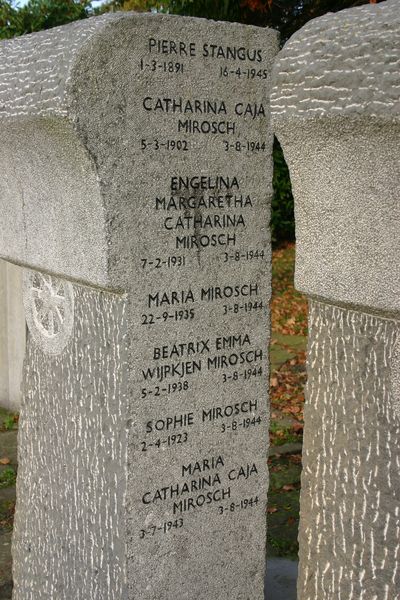 PIERRE STANGUS
1-3-1891 16-4-1945
CATHARINA CAJA
MIROSCH
5-3-1902 3-8-1944
ENGELINA
MARGARETHA
CATHARINA
MIROSCH
7-2-1931 3-8-1944
MARIA MIROSCH
22-9-1935 3-8-1944
BEATRIX EMMA
WIJPKJEN MIROSCH
5-2-1938 3-8-1944
SOPHIE MIROSCH
2-4-1923 3-8-1944
MARIA
CATHARINA CAJA
MIROSCH
3-7-1943 3-8-1944